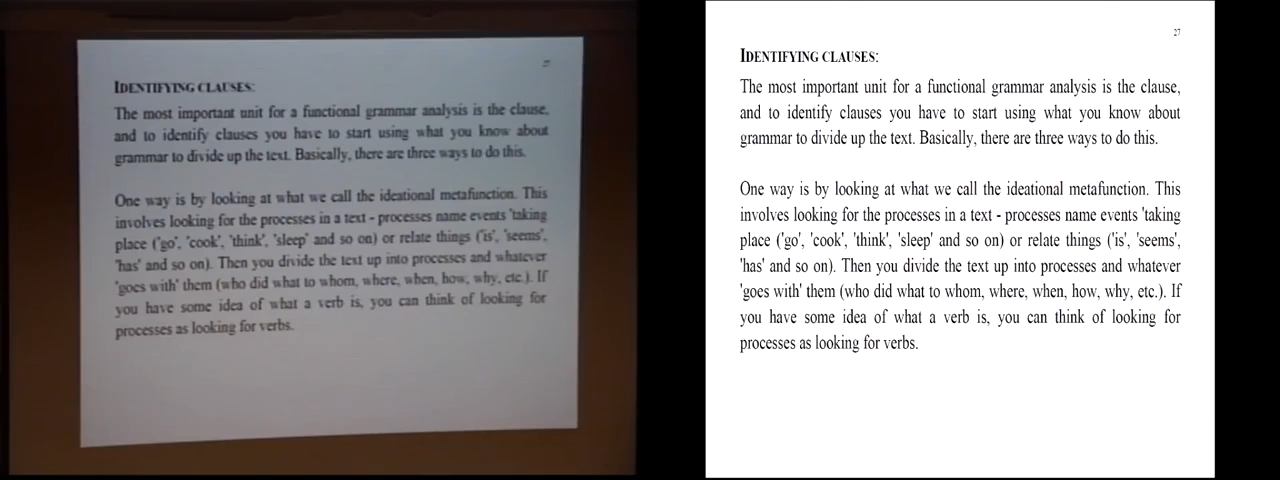 27
IDENTIFYING CLAUSES:
The most important unit for a functional grammar analysis is the clause,
and to identify clauses you have to start using what you know about
grammar to divide up the text. Basically, there are three ways to do this.
One way is by looking at what we call the ideational metafunction. This
involves looking for the processes in a text - processes name events 'taking
place ('go', 'cook', 'think', 'sleep' and so on) or relate things ('is', 'seems',
'has' and so on). Then you divide the text up into processes and whatever
'goes with' them (who did what to whom, where, when, how, why, etc.). If
you have some idea of what a verb is, you can think of looking for
processes as looking for verbs.
27
IDENTIFYING CLAUSES:
The most important unit for a functional grammar analysis is the clause,
and to identify clauses you have to start using what you know about
grammar to divide up the text. Basically, there are three ways to do this.
One way is by looking at what we call the ideational metafunction. This
involves looking for the processes in a text - processes name events 'taking
place ('go', 'cook', 'think', 'sleep' and so on) or relate things ('is', 'seems',
'has' and so on). Then you divide the text up into processes and whatever
'goes with' them (who did what to whom, where, when, how, why, etc.). If
you have some idea of what a verb is, you can think of looking for
processes as looking for verbs.